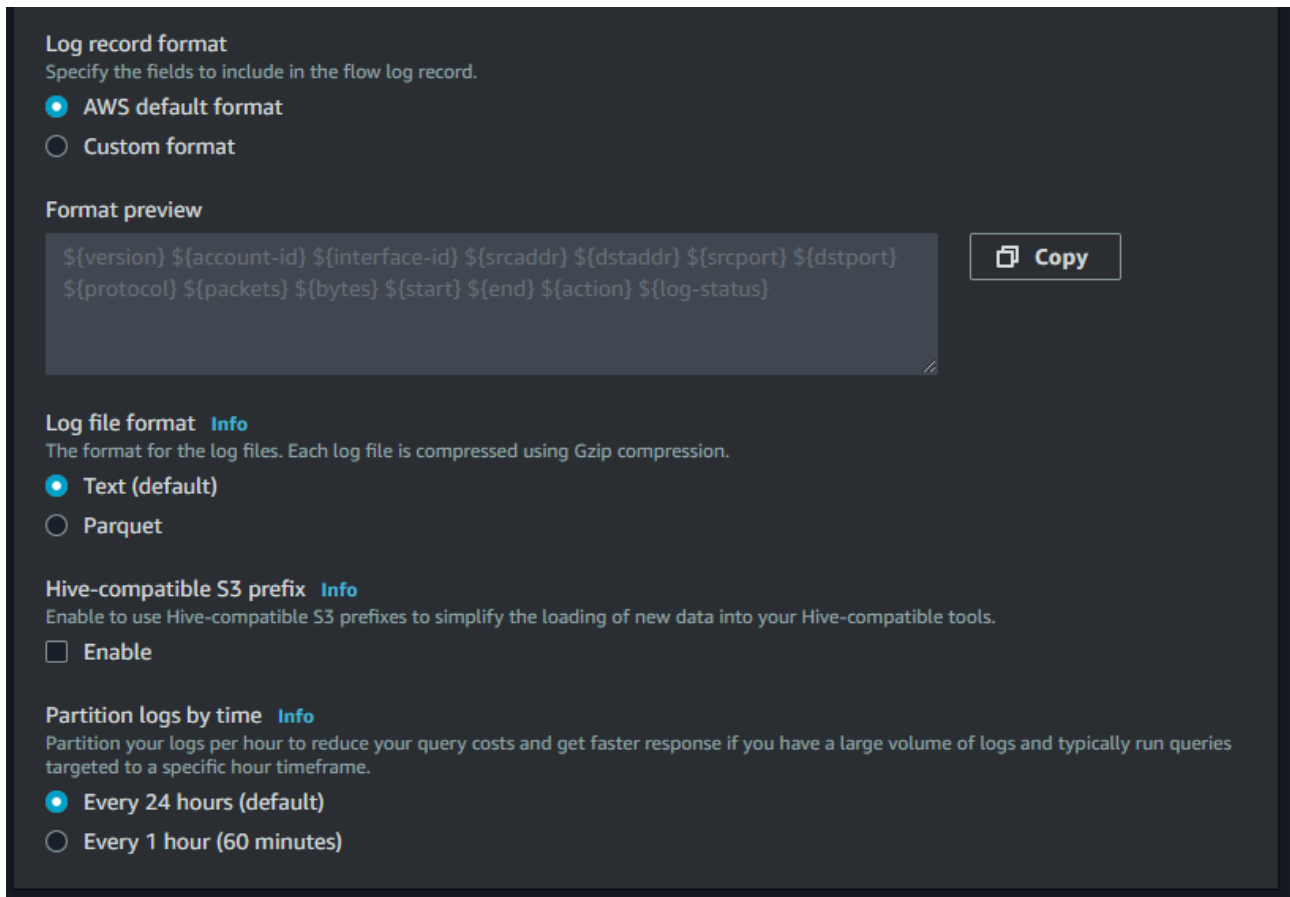 Log record format
Specify the fields to include in the flow log record.
AWS default format
Custom format
Format preview
${version} ${account-id} ${interface-id} ${srcaddr} ${dstaddr} ${srcport} ${dstport}
${protocol} ${packets} ${bytes} ${start} ${end} ${action} ${log-status}
Copy
Log file format Info
The format for the log files. Each log file is compressed using Gzip compression.
Text (default)
Parquet
Hive-compatible S3 prefix Info
Enable to use Hive-compatible S3 prefixes to simplify the loading of new data into your Hive-compatible tools.
Enable
Partition logs by time Info
Partition your logs per hour to reduce your query costs and get faster response if you have a large volume of logs and typically run queries
targeted to a specific hour timeframe.
Every 24 hours (default)
Every 1 hour (60 minutes)